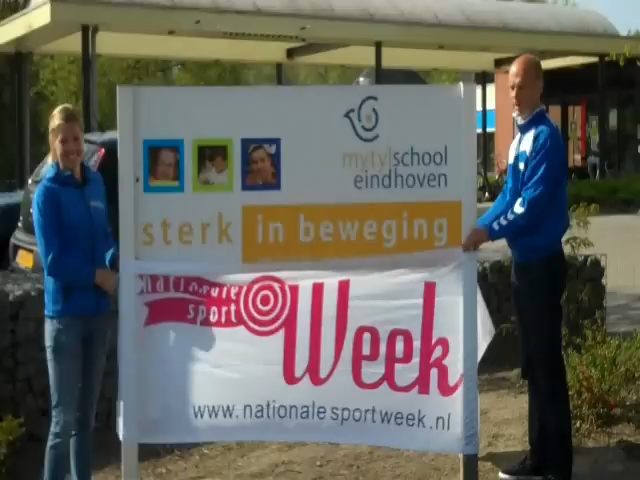 mytylschool
eindhoven
sterk in beweging
nationale
sport
Week
www.nationalesportweek.nl